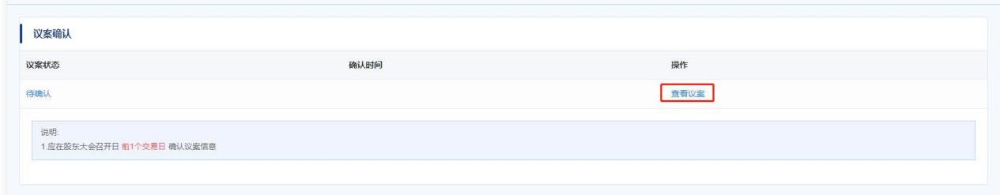 议案确认
议案状态 确认时间 操作
待确认 查看议案
说明:
1.应在股东大会召开日 前1个交易日 确认议案信息